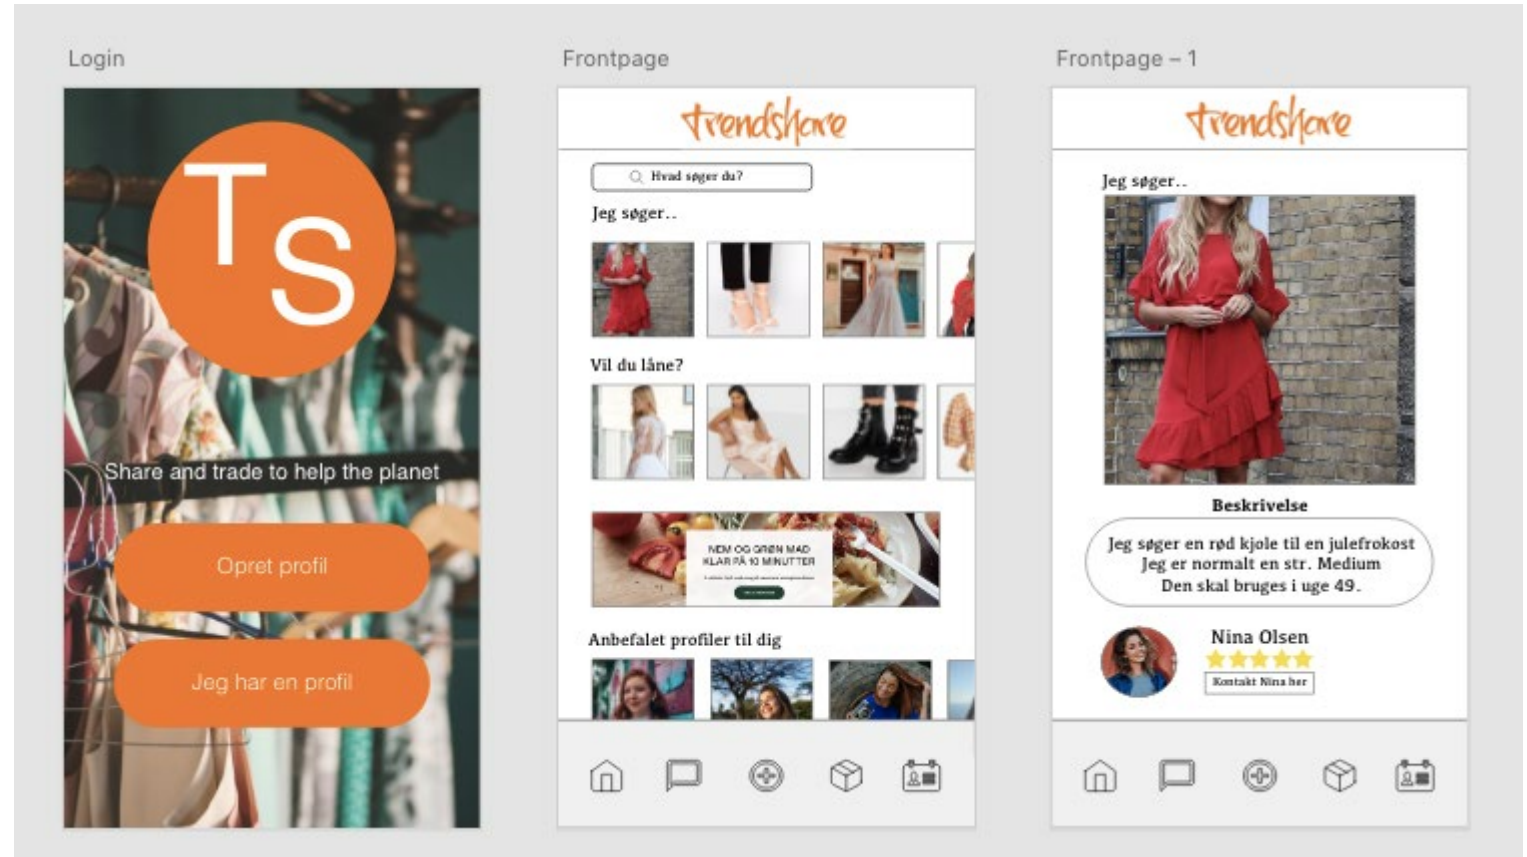 Login
T
S
Share and trade to help the planet
Opret profil
Jeg har en profil
Frontpage
trendshare
Hvad søger du?
Jeg søger..
Vil du låne?
NEM OG GRØN MAD
KLAR PÅ 10 MINUTTER
Anbefalet profiler til dig
Frontpage – 1
trendshare
Jeg søger..
Beskrivelse
Jeg søger en rød kjole til en julefrokost
Jeg er normalt en str. Medium
Den skal bruges i uge 49.
Nina Olsen
Kontakt Nina her